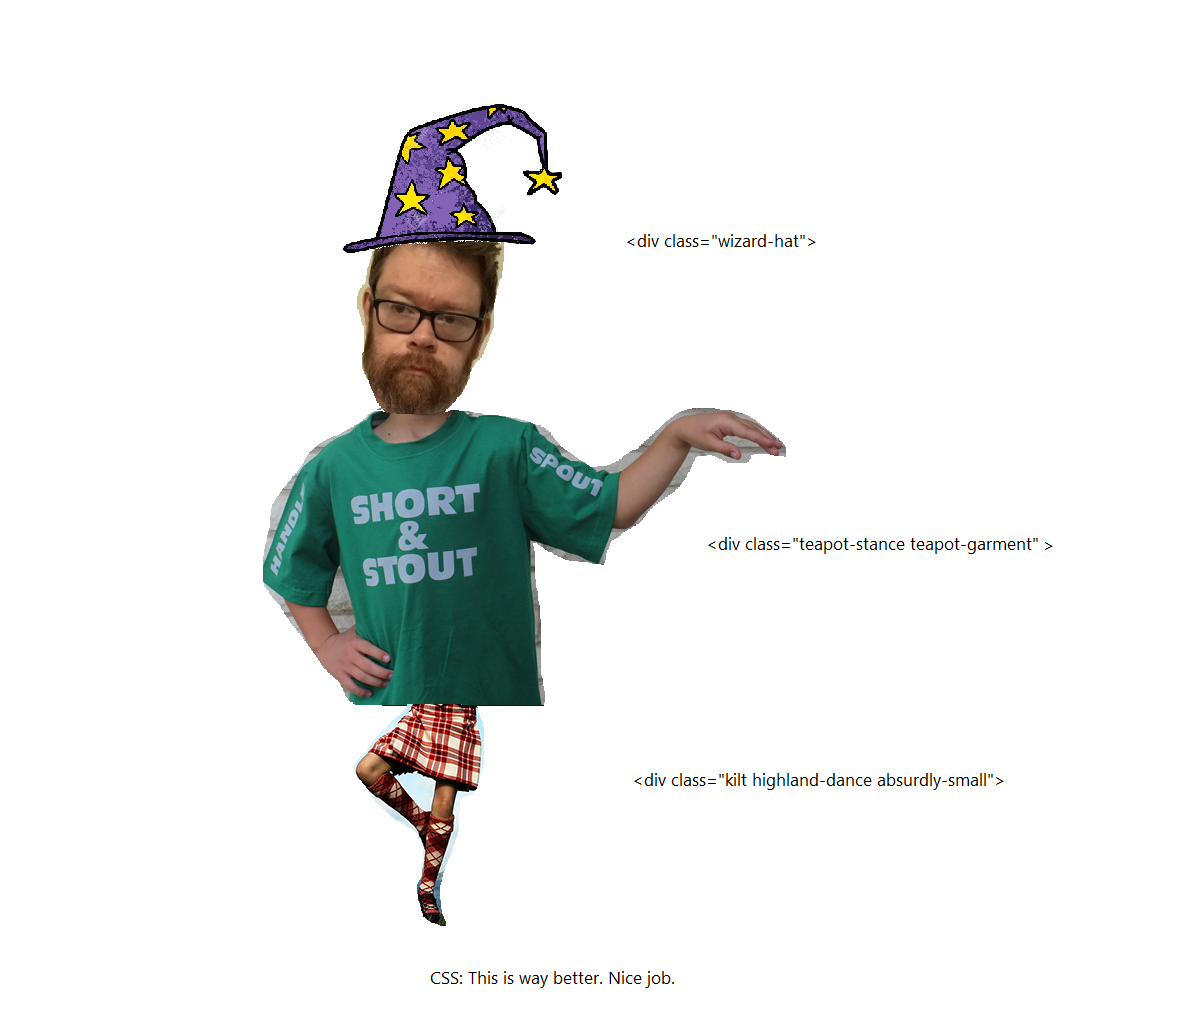 <div class="wizard-hat">
SPOUT
HANDL
SHORT
&
STOUT
<div class="teapot-stance teapot-garment" >
<div class="kilt highland-dance absurdly-small">
CSS: This is way better. Nice job.